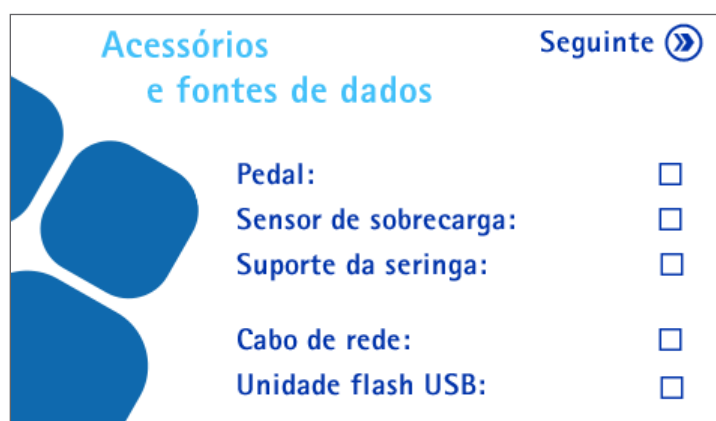 Acessórios
e fontes de dados
Seguinte
Pedal:
Sensor de sobrecarga:
Suporte da seringa:
Cabo de rede:
Unidade flash USB: